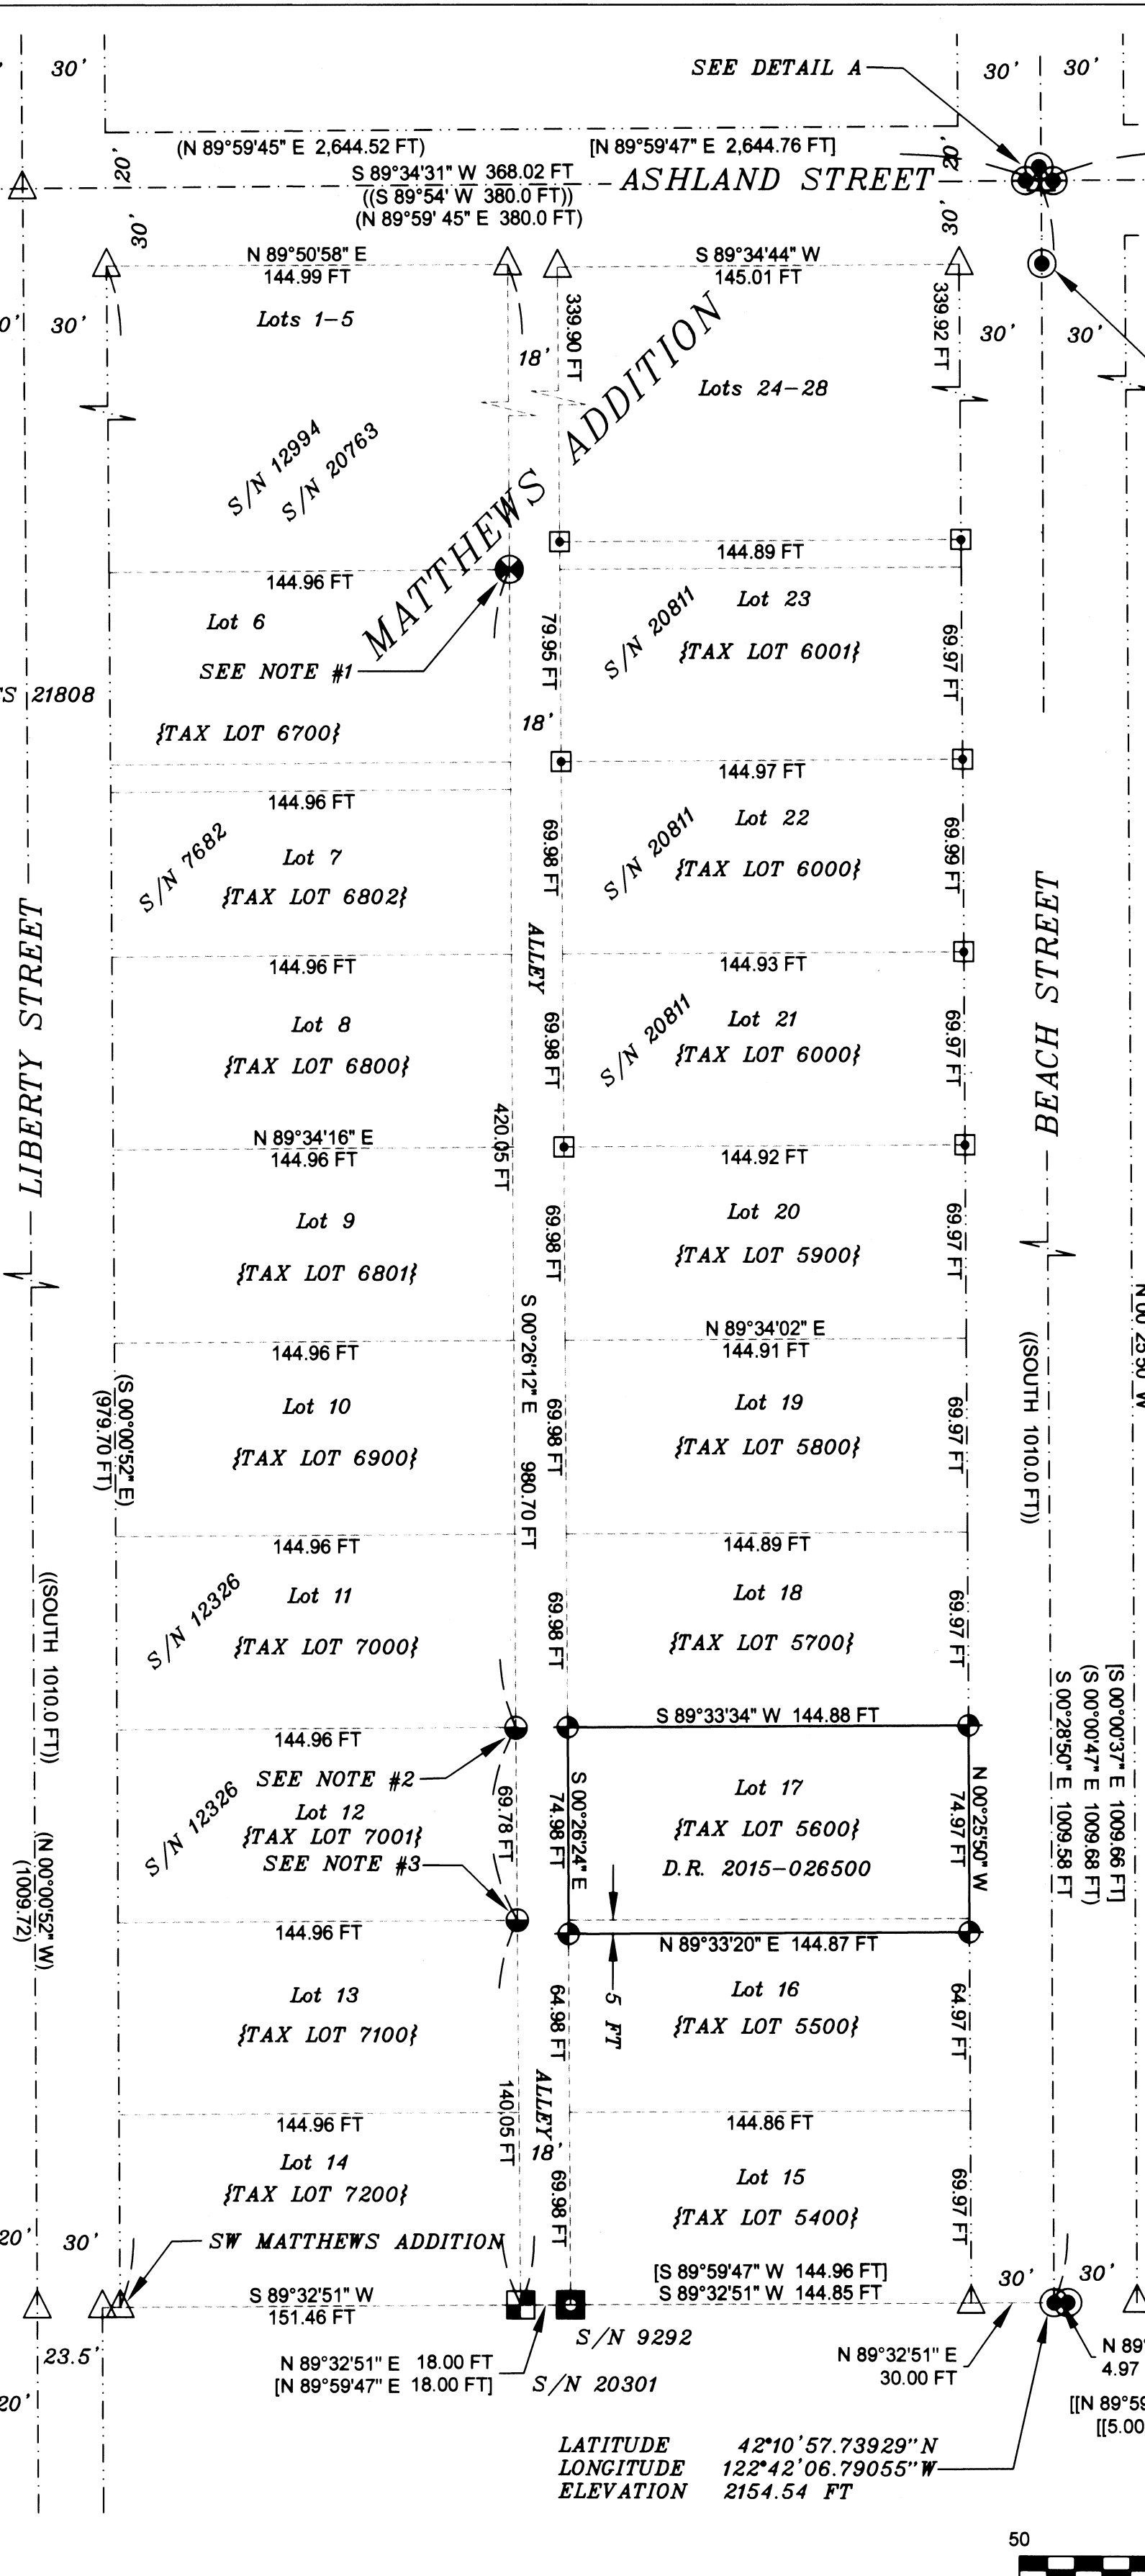 30'
SEE DETAIL A
30' 30'
(N 89°59'45" E 2,644.52 FT)
[N 89°59'47" E 2,644.76 FT]
20'
20'
S 89°34'31" W 368.02 FT
ASHLAND STREET
((S 89°54' W 380.0 FT))
(N 89°59' 45" E 380.0 FT)
30'
30'
N 89°50'58" E
144.99 FT
S 89°34'44" W
145.01 FT
Lots 1-5
30'
18'
339.90 FT
339.92 FT
30' 30'
Lots 24-28
MATTHEWS ADDITION
S/N 12994
S/N 20763
144.89 FT
144.96 FT
Lot 6
SEE NOTE #1
79.95 FT
S/N 20811
Lot 23
{TAX LOT 6001}
69.97 FT
21808
{TAX LOT 6700}
18'
144.97 FT
144.96 FT
S/N 7682
Lot 7
{TAX LOT 6802}
69.98 FT
S/N 20811
Lot 22
{TAX LOT 6000}
69.99 FT
LIBERTY STREET
ALLEY
BEACH STREET
144.96 FT
144.93 FT
Lot 8
{TAX LOT 6800}
69.98 FT
S/N 20811
Lot 21
{TAX LOT 6000}
69.97 FT
420.05 FT
N 89°34'16" E
144.96 FT
144.92 FT
Lot 9
{TAX LOT 6801}
69.98 FT
Lot 20
{TAX LOT 5900}
69.97 FT
S 00°26'12" E 980.70 FT
144.96 FT
N 89°34'02" E
144.91 FT
((SOUTH 1010.0 FT))
N 00°25'50" W
(S 00°00'52" E)
(979.70 FT)
Lot 10
{TAX LOT 6900}
69.98 FT
Lot 19
{TAX LOT 5800}
69.97 FT
144.96 FT
144.89 FT
((SOUTH 1010.0 FT))
S/N 12326
Lot 11
{TAX LOT 7000}
69.98 FT
Lot 18
{TAX LOT 5700}
69.97 FT
[S 00°00'37" E 1009.66 FT]
(S 00°00'47" E 1009.68 FT)
S 00°28'50" E 1009.58 FT
144.96 FT
S 89°33'34" W 144.88 FT
SEE NOTE #2
S/N 12326
Lot 12
{TAX LOT 7001}
SEE NOTE #3
69.78 FT
S 00°26'24" E
74.98 FT
Lot 17
{TAX LOT 5600}
D.R. 2015-026500
N 00°25'50" W
74.97 FT
(N 00°00'52" W)
(1009.72)
144.96 FT
N 89°33'20" E 144.87 FT
5 FT
Lot 13
{TAX LOT 7100}
64.98 FT
Lot 16
{TAX LOT 5500}
64.97 FT
140.05 FT
ALLEY
18'
144.96 FT
144.86 FT
Lot 14
{TAX LOT 7200}
69.98 FT
Lot 15
{TAX LOT 5400}
69.97 FT
20' 30'
SW MATTHEWS ADDITION
S 89°32'51" W
151.46 FT
[S 89°59'47" W 144.96 FT]
S 89°32'51" W 144.85 FT
30' 30'
23.5'
S/N 9292
N 89°32'51" E 18.00 FT
[N 89°59'47" E 18.00 FT]
S/N 20301
N 89°32'51" E
30.00 FT
N 89°
4.97
20'
[[N 89°59
[[5.00
LATITUDE 42°10'57.73929"N
LONGITUDE 122°42'06.79055"W
ELEVATION 2154.54 FT
50